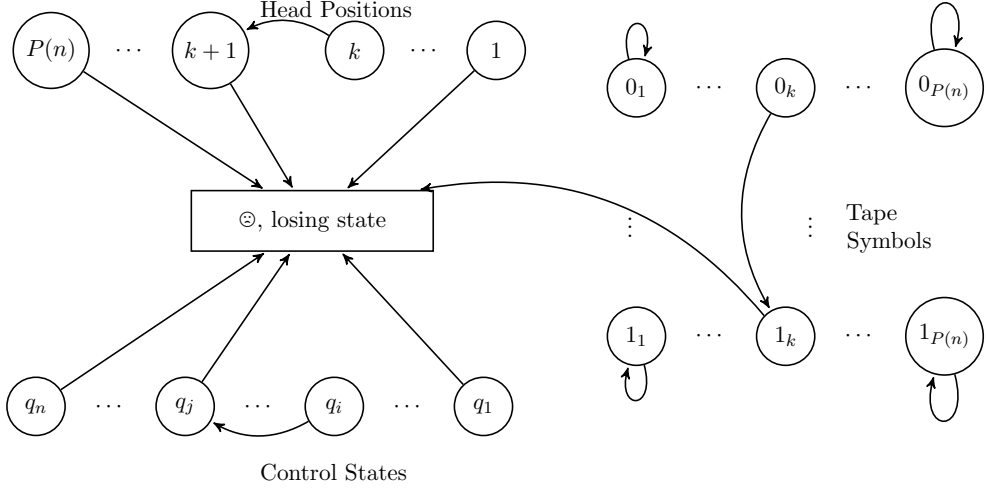 Head Positions
P(n) ··· k + 1 k ··· 1
0₁ ··· 0ₖ ··· 0_{P(n)}
☹, losing state
⋮ ⋮ Tape
Symbols
1₁ ··· 1ₖ ··· 1_{P(n)}
qₙ ··· qⱼ ··· qᵢ ··· q₁
Control States